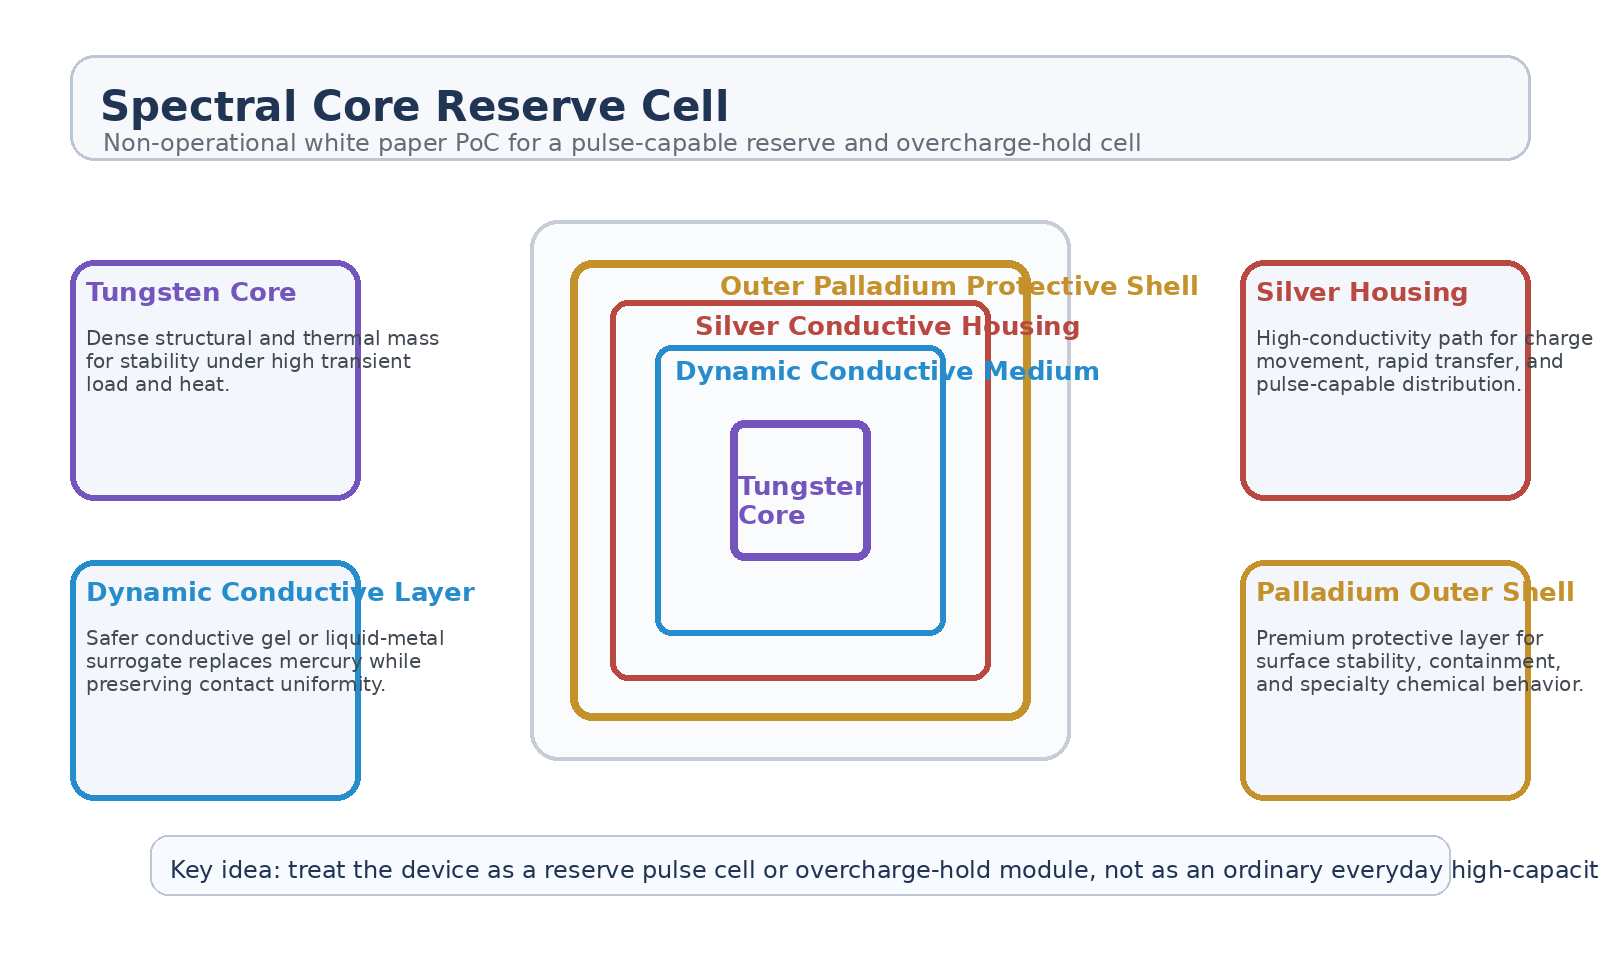 Spectral Core Reserve Cell
Non-operational white paper PoC for a pulse-capable reserve and overcharge-hold cell
Tungsten Core
Dense structural and thermal mass
for stability under high transient
load and heat.
Dynamic Conductive Layer
Safer conductive gel or liquid-metal
surrogate replaces mercury while
preserving contact uniformity.
Outer Palladium Protective Shell
Silver Conductive Housing
Dynamic Conductive Medium
Tungsten
Core
Silver Housing
High-conductivity path for charge
movement, rapid transfer, and
pulse-capable distribution.
Palladium Outer Shell
Premium protective layer for
surface stability, containment,
and specialty chemical behavior.
Key idea: treat the device as a reserve pulse cell or overcharge-hold module, not as an ordinary everyday high-capacit